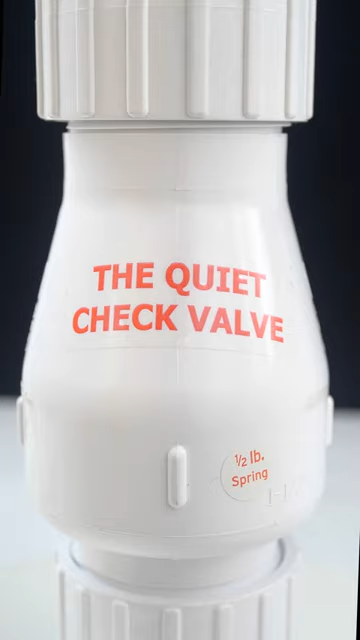 THE QUIET
CHECK VALVE
½ lb.
Spring